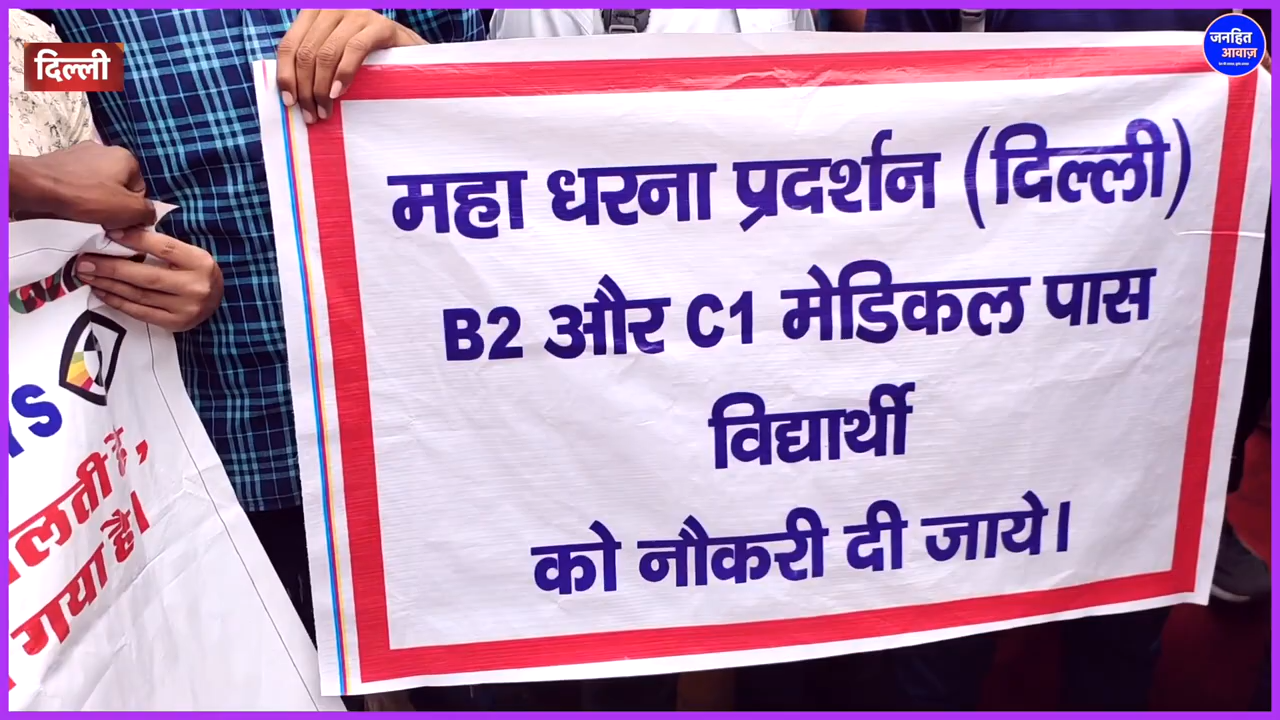 दिल्ली
जनहित
आवाज़
महा धरना प्रदर्शन (दिल्ली)
B2 और C1 मेडिकल पास
विद्यार्थी
को नौकरी दी जाये।
गया है।